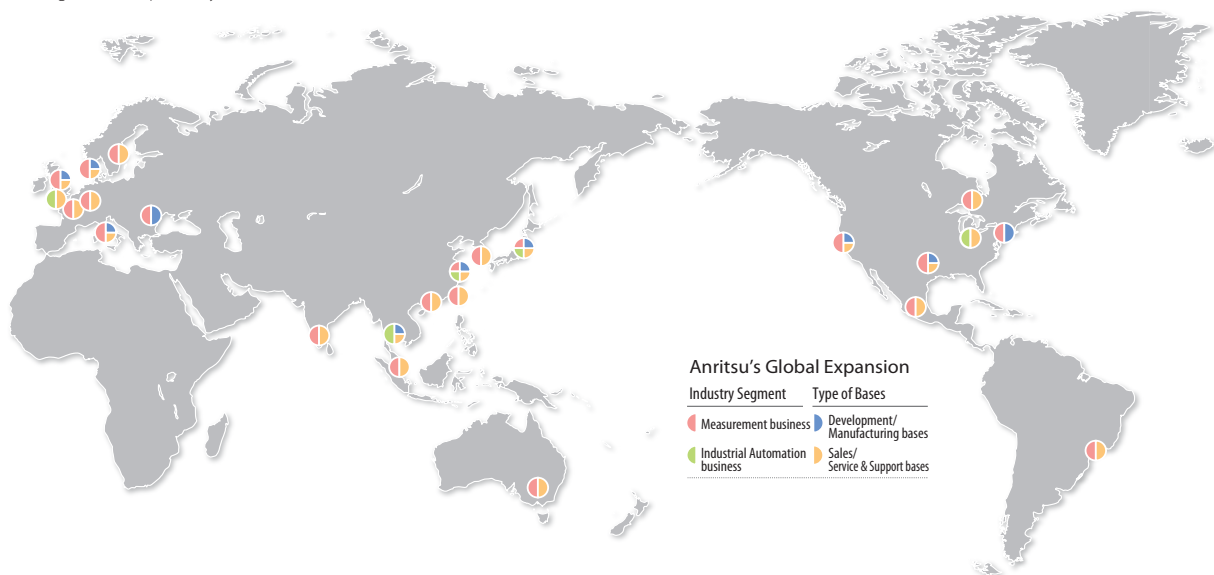 Anritsu's Global Expansion
Industry Segment Type of Bases
Measurement business
Development/
Manufacturing bases
Industrial Automation
business
Sales/
Service & Support bases